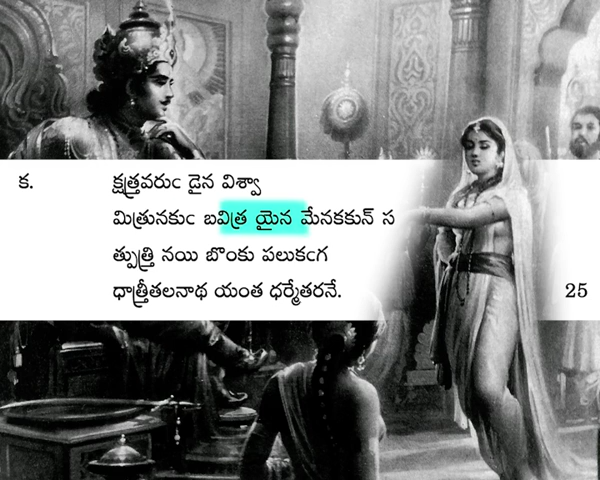 క. క్షత్త్రవరుఁ డైన విశ్వా
మిత్రునకుఁ బవిత్ర యైన మేనకకున్ స
త్పుత్త్రి నయి బొంకు పలుకఁగ
ధాత్త్రీతలనాథ యంత ధర్మేతరనే. 25